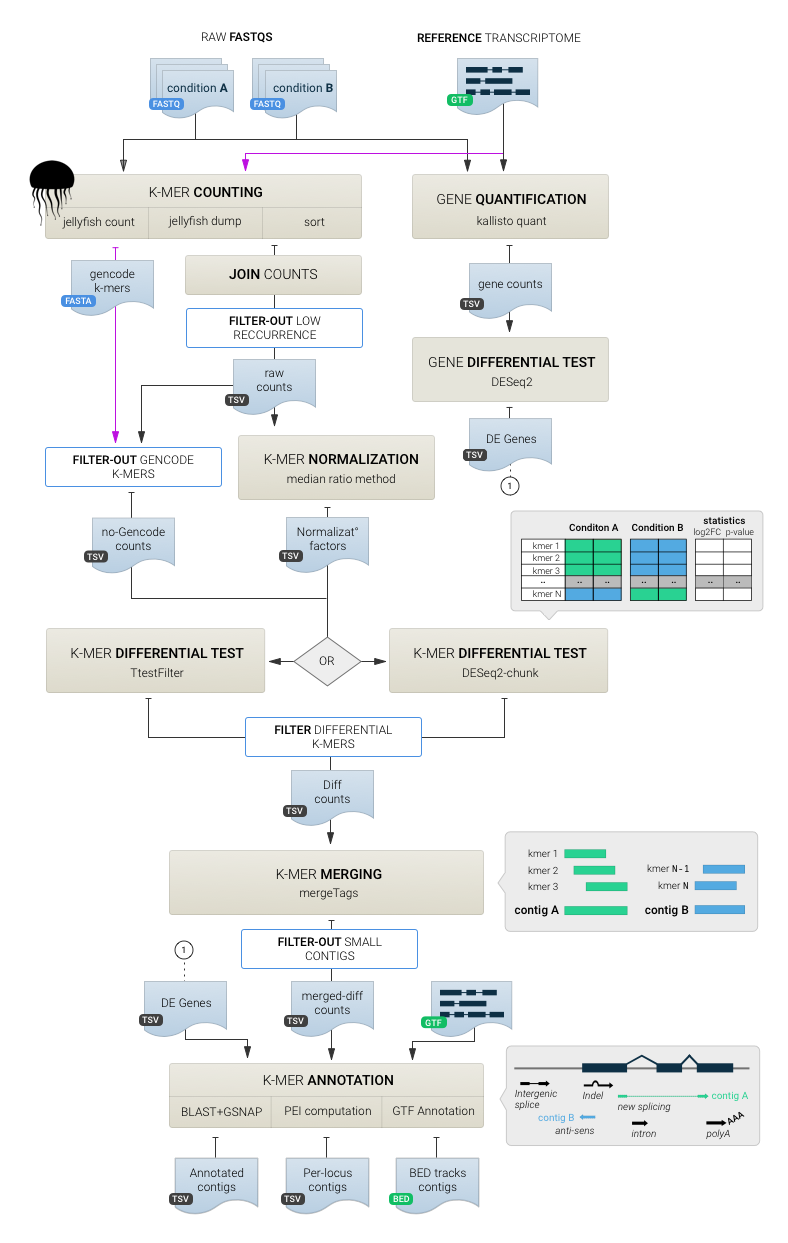 RAW FASTQS
REFERENCE TRANSCRIPTOME
condition A
FASTQ
condition B
FASTQ
GTF
K-MER COUNTING
jellyfish count
jellyfish dump
sort
GENE QUANTIFICATION
kallisto quant
gencode
k-mers
FASTA
JOIN COUNTS
FILTER-OUT LOW
RECCURRENCE
raw
counts
TSV
gene counts
TSV
GENE DIFFERENTIAL TEST
DESeq2
DE Genes
TSV
1
FILTER-OUT GENCODE
K-MERS
K-MER NORMALIZATION
median ratio method
no-Gencode
counts
TSV
Normalizat°
factors
TSV
Conditon A
Condition B
statistics
log2FC p-value
kmer 1
kmer 2
kmer 3
.. .. .. .. .. .. ..
kmer N
K-MER DIFFERENTIAL TEST
TtestFilter
OR
K-MER DIFFERENTIAL TEST
DESeq2-chunk
FILTER DIFFERENTIAL
K-MERS
Diff
counts
TSV
K-MER MERGING
mergeTags
kmer 1
kmer 2
kmer 3
contig A
kmer N-1
kmer N
contig B
FILTER-OUT SMALL
CONTIGS
1
DE Genes
TSV
merged-diff
counts
TSV
GTF
K-MER ANNOTATION
BLAST+GSNAP
PEI computation
GTF Annotation
Intergenic
splice
Indel
new splicing
contig A
contig B
anti-sens
intron
polyA
AAA
Annotated
contigs
TSV
Per-locus
contigs
TSV
BED tracks
contigs
BED